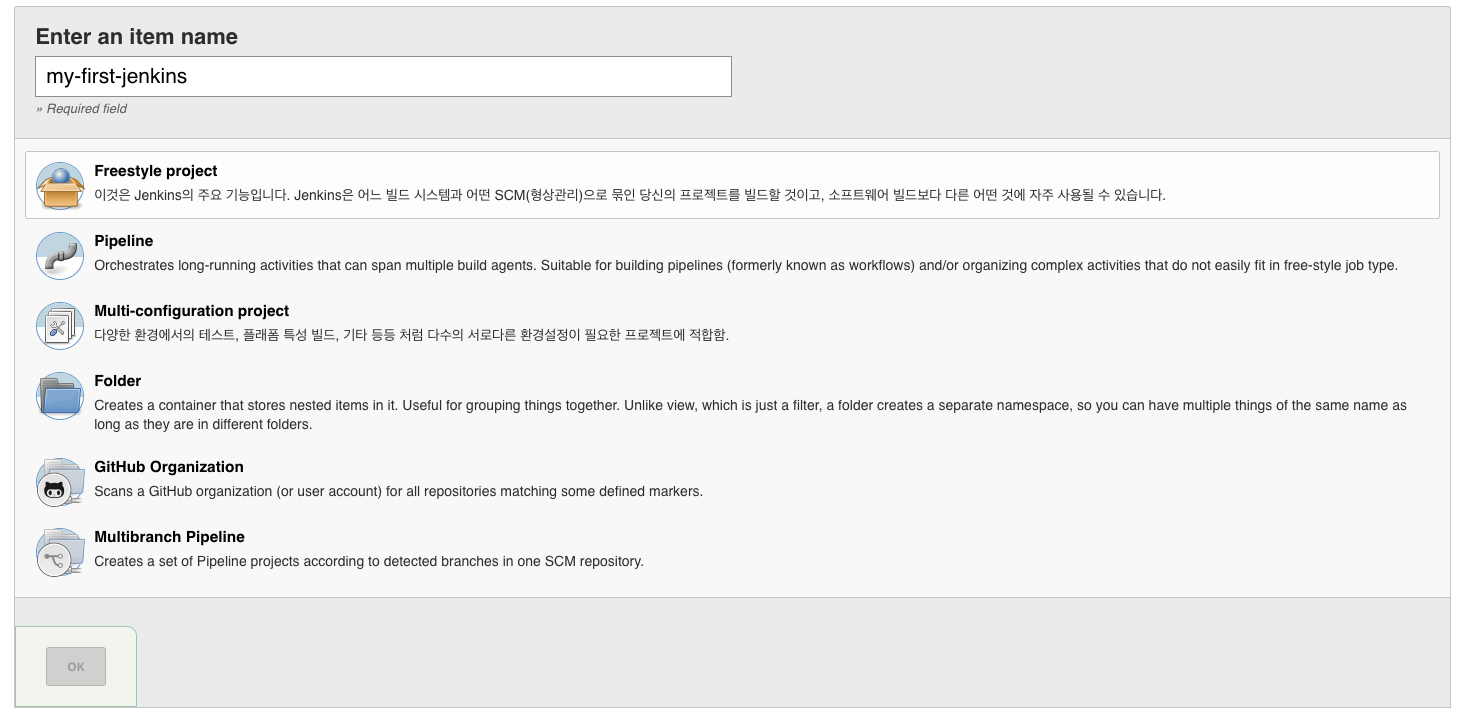 Enter an item name
my-first-jenkins
» Required field
Freestyle project
이것은 Jenkins의 주요 기능입니다. Jenkins은 어느 빌드 시스템과 어떤 SCM(형상관리)으로 묶인 당신의 프로젝트를 빌드할 것이고, 소프트웨어 빌드보다 다른 어떤 것에 자주 사용될 수 있습니다.
Pipeline
Orchestrates long-running activities that can span multiple build agents. Suitable for building pipelines (formerly known as workflows) and/or organizing complex activities that do not easily fit in free-style job type.
Multi-configuration project
다양한 환경에서의 테스트, 플래폼 특성 빌드, 기타 등등 처럼 다수의 서로다른 환경설정이 필요한 프로젝트에 적합함.
Folder
Creates a container that stores nested items in it. Useful for grouping things together. Unlike view, which is just a filter, a folder creates a separate namespace, so you can have multiple things of the same name as
long as they are in different folders.
GitHub Organization
Scans a GitHub organization (or user account) for all repositories matching some defined markers.
Multibranch Pipeline
Creates a set of Pipeline projects according to detected branches in one SCM repository.
OK